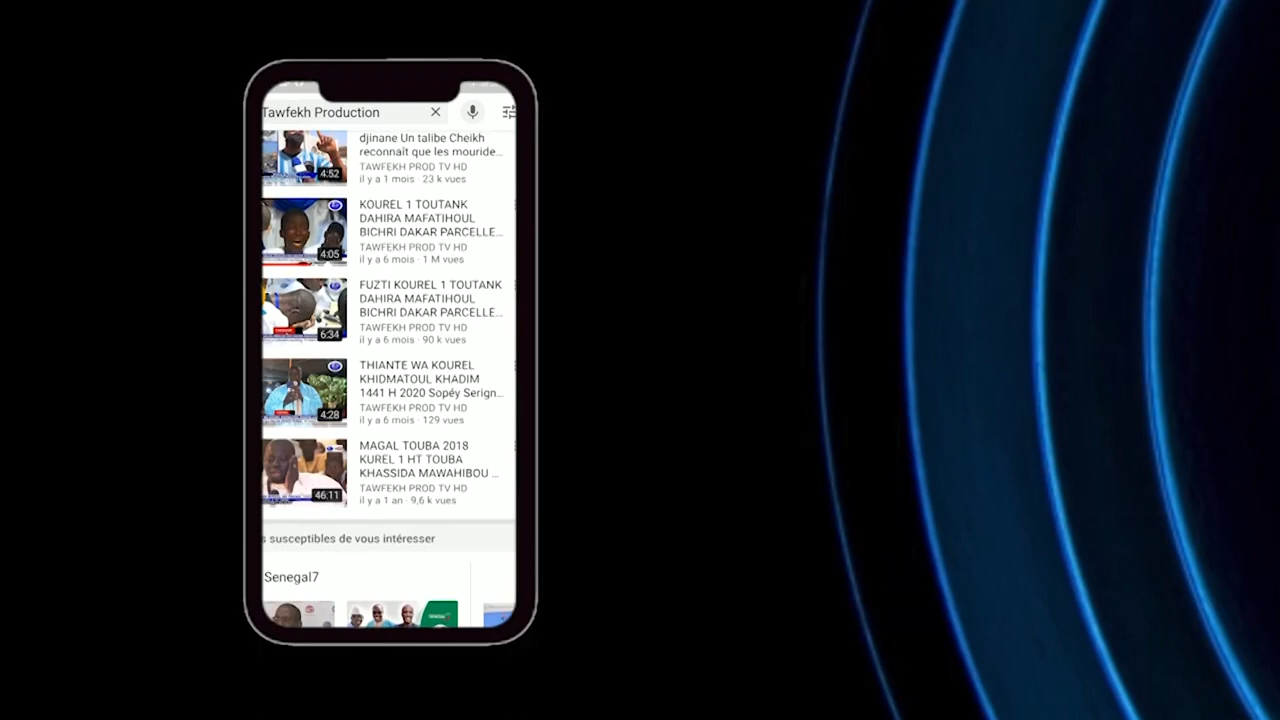 Tawfekh Production
djinane Un talibe Cheikh
reconnaît que les mouride...
TAWFEKH PROD TV HD
il y a 1 mois · 23 k vues
4:52
KOUREL 1 TOUTANK
DAHIRA MAFATIHOUL
BICHRI DAKAR PARCELLE...
TAWFEKH PROD TV HD
il y a 6 mois · 1 M vues
4:05
FUZTI KOUREL 1 TOUTANK
DAHIRA MAFATIHOUL
BICHRI DAKAR PARCELLE...
TAWFEKH PROD TV HD
il y a 6 mois · 90 k vues
6:34
THIANTE WA KOUREL
KHIDMATOUL KHADIM
1441 H 2020 Sopéy Serign...
TAWFEKH PROD TV HD
il y a 6 mois · 129 vues
4:28
MAGAL TOUBA 2018
KUREL 1 HT TOUBA
KHASSIDA MAWAHIBOU ...
TAWFEKH PROD TV HD
il y a 1 an · 9,6 k vues
46:11
s susceptibles de vous intéresser
Senegal7